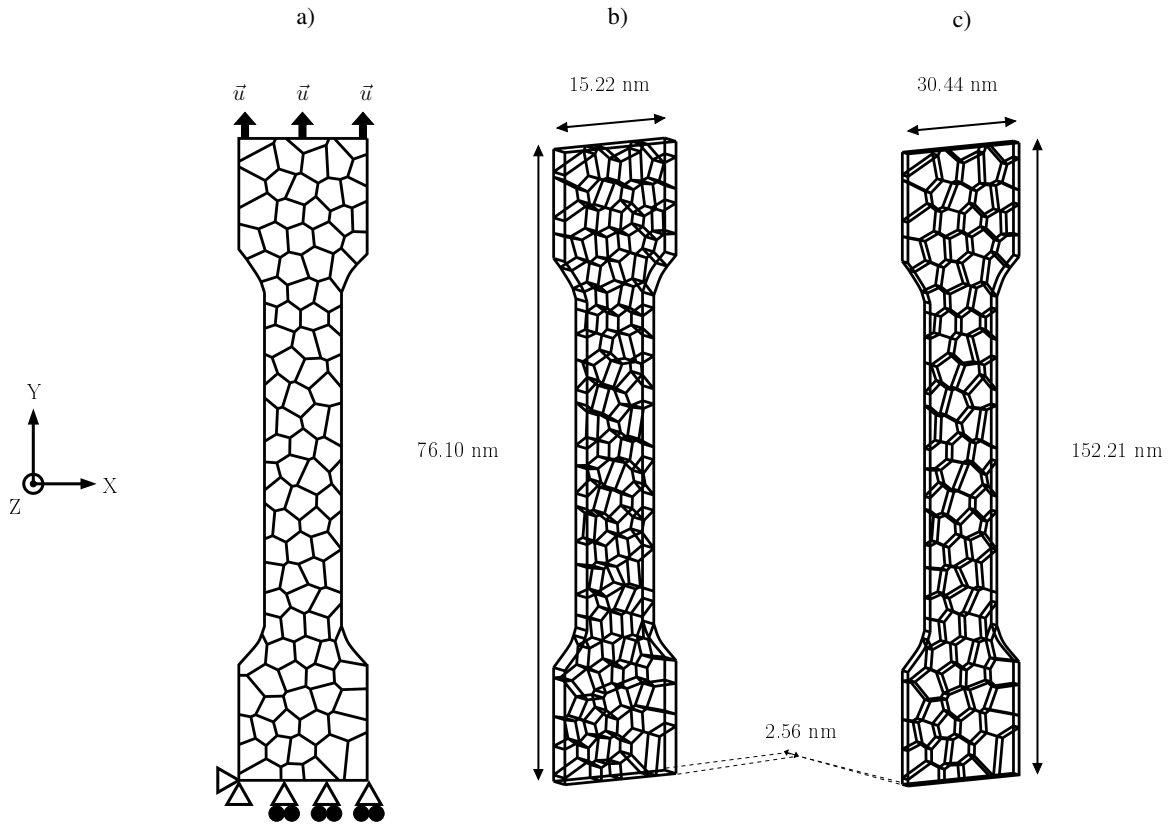 a)
b)
c)
15.22 nm
30.44 nm
u⃗
u⃗
u⃗
Y
X
Z
76.10 nm
152.21 nm
2.56 nm